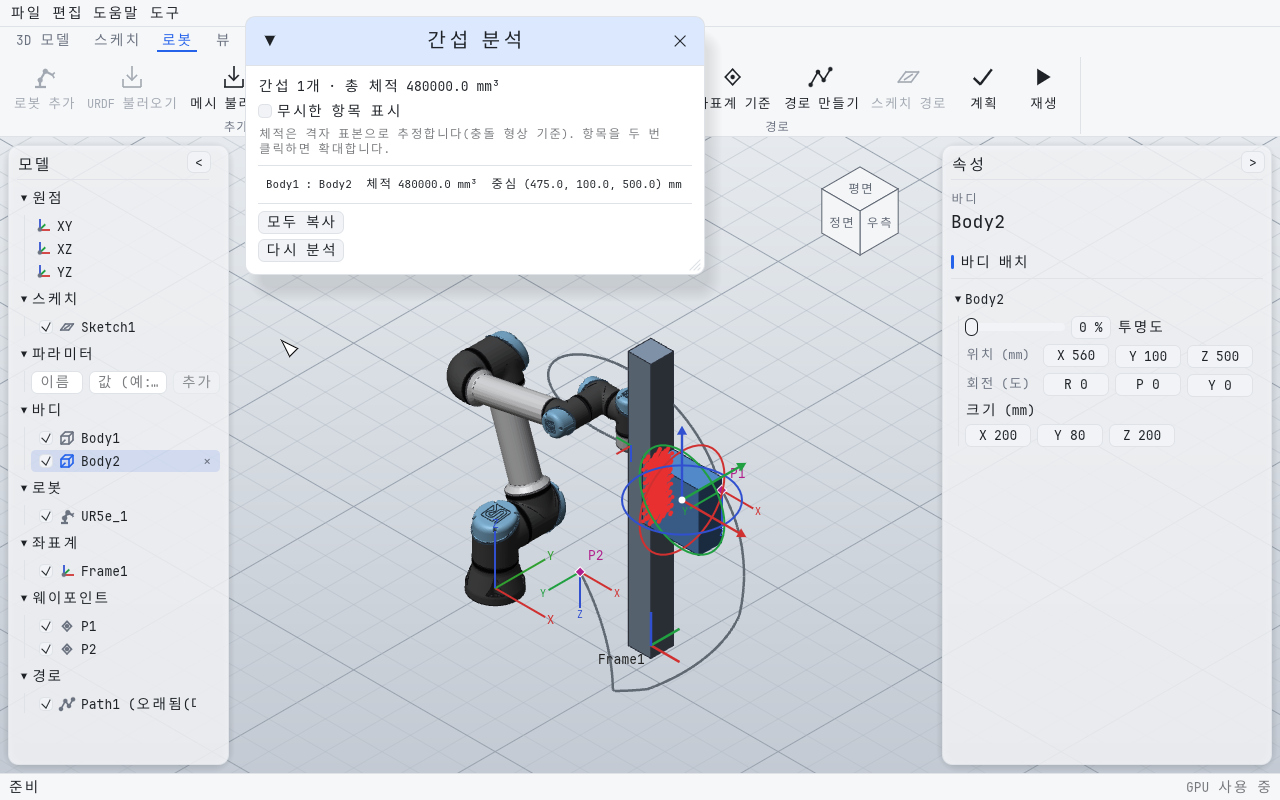 파일 편집 도움말 도구
3D 모델 스케치 로봇 뷰
로봇 추가 URDF 불러오기 메시 불러
추가
좌표계 기준 경로 만들기 스케치 경로 계획 재생
경로
간섭 분석
간섭 1개 · 총 체적 480000.0 mm³
무시한 항목 표시
체적은 격자 표본으로 추정합니다(충돌 형상 기준). 항목을 두 번
클릭하면 확대합니다.
Body1 : Body2 체적 480000.0 mm³ 중심 (475.0, 100.0, 500.0) mm
모두 복사
다시 분석
모델 <
원점
XY
XZ
YZ
스케치
Sketch1
파라미터
이름 값 (예:… 추가
바디
Body1
Body2 ×
로봇
UR5e_1
좌표계
Frame1
웨이포인트
P1
P2
경로
Path1 (오래됨(
평면
정면 우측
P1
X
Y
P2
Y
X
Y
X
Z
Frame1
속성 >
바디
Body2
바디 배치
Body2
0 % 투명도
위치 (mm) X 560 Y 100 Z 500
회전 (도) R 0 P 0 Y 0
크기 (mm)
X 200 Y 80 Z 200
준비
GPU 사용 중